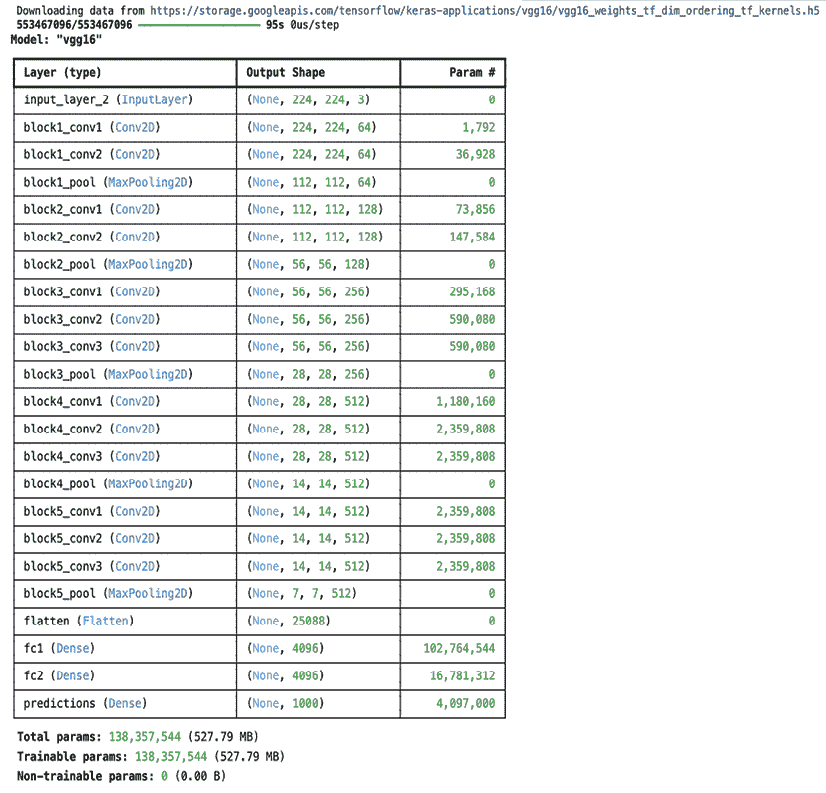 Downloading data from https://storage.googleapis.com/tensorflow/keras-applications/vgg16/vgg16_weights_tf_dim_ordering_tf_kernels.h5
553467096/553467096 95s 0us/step
Model: "vgg16"
Layer (type) Output Shape Param #
input_layer_2 (InputLayer) (None, 224, 224, 3) 0
block1_conv1 (Conv2D) (None, 224, 224, 64) 1,792
block1_conv2 (Conv2D) (None, 224, 224, 64) 36,928
block1_pool (MaxPooling2D) (None, 112, 112, 64) 0
block2_conv1 (Conv2D) (None, 112, 112, 128) 73,856
block2_conv2 (Conv2D) (None, 112, 112, 128) 147,584
block2_pool (MaxPooling2D) (None, 56, 56, 128) 0
block3_conv1 (Conv2D) (None, 56, 56, 256) 295,168
block3_conv2 (Conv2D) (None, 56, 56, 256) 590,080
block3_conv3 (Conv2D) (None, 56, 56, 256) 590,080
block3_pool (MaxPooling2D) (None, 28, 28, 256) 0
block4_conv1 (Conv2D) (None, 28, 28, 512) 1,180,160
block4_conv2 (Conv2D) (None, 28, 28, 512) 2,359,808
block4_conv3 (Conv2D) (None, 28, 28, 512) 2,359,808
block4_pool (MaxPooling2D) (None, 14, 14, 512) 0
block5_conv1 (Conv2D) (None, 14, 14, 512) 2,359,808
block5_conv2 (Conv2D) (None, 14, 14, 512) 2,359,808
block5_conv3 (Conv2D) (None, 14, 14, 512) 2,359,808
block5_pool (MaxPooling2D) (None, 7, 7, 512) 0
flatten (Flatten) (None, 25088) 0
fc1 (Dense) (None, 4096) 102,764,544
fc2 (Dense) (None, 4096) 16,781,312
predictions (Dense) (None, 1000) 4,097,000
Total params: 138,357,544 (527.79 MB)
Trainable params: 138,357,544 (527.79 MB)
Non-trainable params: 0 (0.00 B)